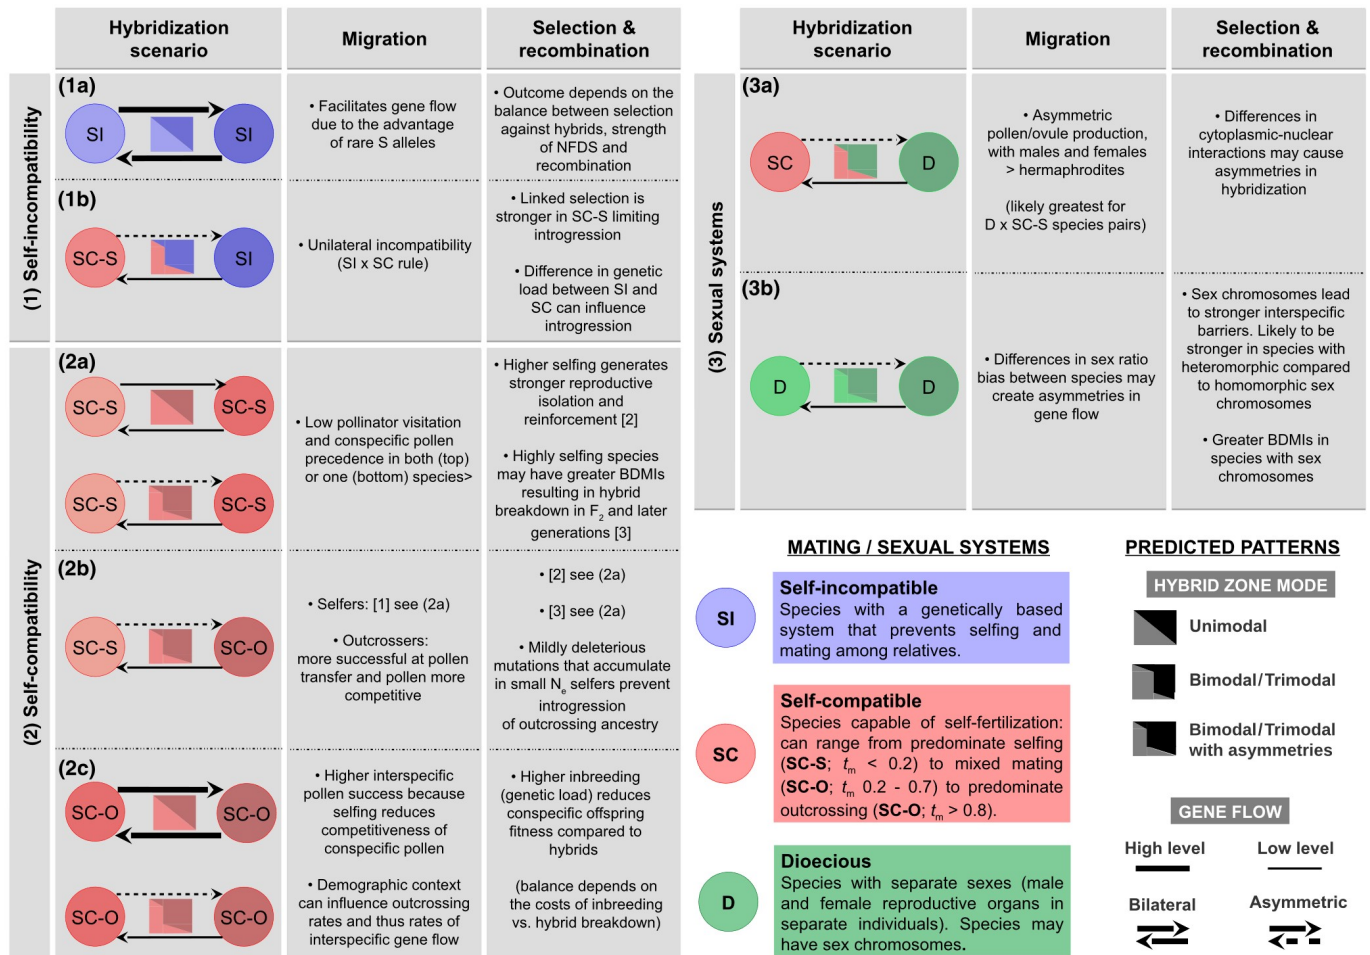 Hybridization
scenario
Migration
Selection &
recombination
(1) Self-incompatibility
(1a)
SI
SI
• Facilitates gene flow
due to the advantage
of rare S alleles
• Outcome depends on the
balance between selection
against hybrids, strength
of NFDS and
recombination
(1b)
SC-S
SI
• Unilateral incompatibility
(SI x SC rule)
• Linked selection is
stronger in SC-S limiting
introgression
• Difference in genetic
load between SI and
SC can influence
introgression
(2) Self-compatibility
(2a)
SC-S
SC-S
SC-S
SC-S
• Low pollinator visitation
and conspecific pollen
precedence in both (top)
or one (bottom) species>
• Higher selfing generates
stronger reproductive
isolation and
reinforcement [2]
• Highly selfing species
may have greater BDMIs
resulting in hybrid
breakdown in F2 and later
generations [3]
(2b)
SC-S
SC-O
• Selfers: [1] see (2a)
• Outcrossers:
more successful at pollen
transfer and pollen more
competitive
• [2] see (2a)
• [3] see (2a)
• Mildly deleterious
mutations that accumulate
in small Ne selfers prevent
introgression
of outcrossing ancestry
(2c)
SC-O
SC-O
SC-O
SC-O
• Higher interspecific
pollen success because
selfing reduces
competitiveness of
conspecific pollen
• Demographic context
can influence outcrossing
rates and thus rates of
interspecific gene flow
• Higher inbreeding
(genetic load) reduces
conspecific offspring
fitness compared to
hybrids
(balance depends on
the costs of inbreeding
vs. hybrid breakdown)
Hybridization
scenario
Migration
Selection &
recombination
(3) Sexual systems
(3a)
SC
D
• Asymmetric
pollen/ovule production,
with males and females
> hermaphrodites
(likely greatest for
D x SC-S species pairs)
• Differences in
cytoplasmic-nuclear
interactions may cause
asymmetries in
hybridization
(3b)
D
D
• Differences in sex ratio
bias between species may
create asymmetries in
gene flow
• Sex chromosomes lead
to stronger interspecific
barriers. Likely to be
stronger in species with
heteromorphic compared
to homomorphic sex
chromosomes
• Greater BDMIs in
species with sex
chromosomes
MATING / SEXUAL SYSTEMS
SI
Self-incompatible
Species with a genetically based
system that prevents selfing and
mating among relatives.
SC
Self-compatible
Species capable of self-fertilization:
can range from predominate selfing
(SC-S; tm < 0.2) to mixed mating
(SC-O; tm 0.2 - 0.7) to predominate
outcrossing (SC-O; tm > 0.8).
D
Dioecious
Species with separate sexes (male
and female reproductive organs in
separate individuals). Species may
have sex chromosomes.
PREDICTED PATTERNS
HYBRID ZONE MODE
Unimodal
Bimodal/Trimodal
Bimodal/Trimodal
with asymmetries
GENE FLOW
High level
Low level
Bilateral
Asymmetric